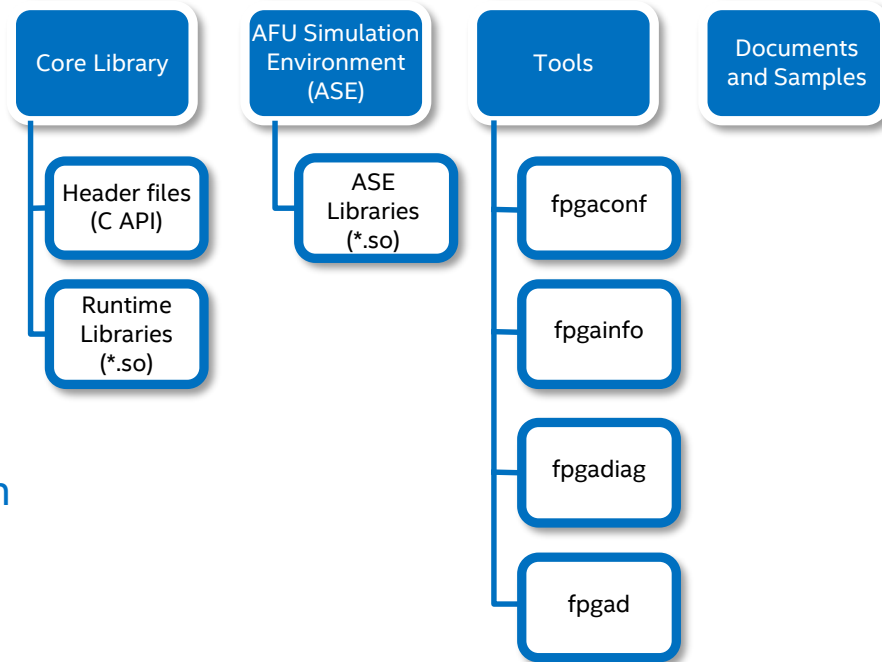 Core Library
Header files
(C API)
Runtime
Libraries
(*.so)
AFU Simulation
Environment
(ASE)
ASE
Libraries
(*.so)
Tools
fpgaconf
fpgainfo
fpgadiag
fpgad
Documents
and Samples